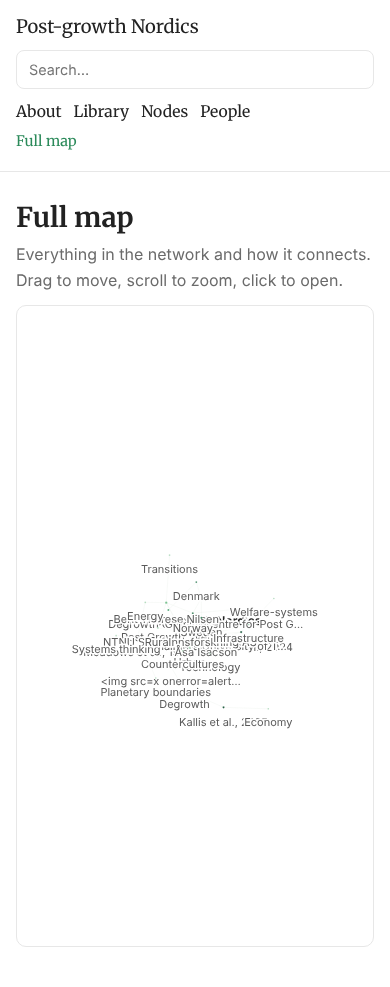 Post-growth Nordics
Search...
About Library Nodes People
Full map
Full map
Everything in the network and how it connects.
Drag to move, scroll to zoom, click to open.
Transitions
Denmark
Welfare-systems
Energy
Norway
Infrastructure
Systems thinking
Countercultures
<img src=x onerror=alert...
Planetary boundaries
Degrowth
Kallis et al.,
Economy